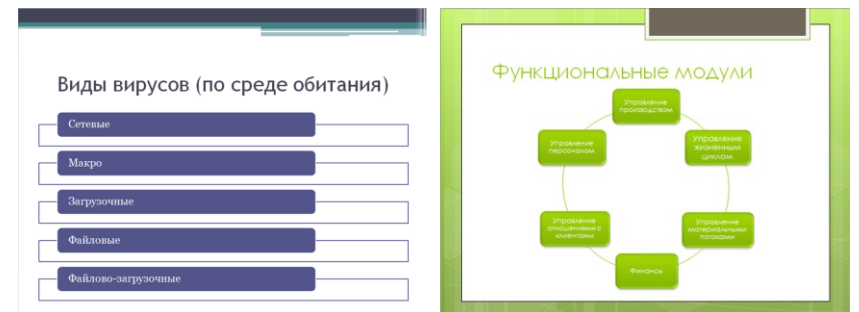 Виды вирусов (по среде обитания)
Сетевые
Макро
Загрузочные
Файловые
Файлово-загрузочные
Функциональные модули
Управление
производством
Управление
жизненным
циклом
Управление
материальными
потоками
Финансы
Управление
отношениями с
клиентами
Управление
персоналом